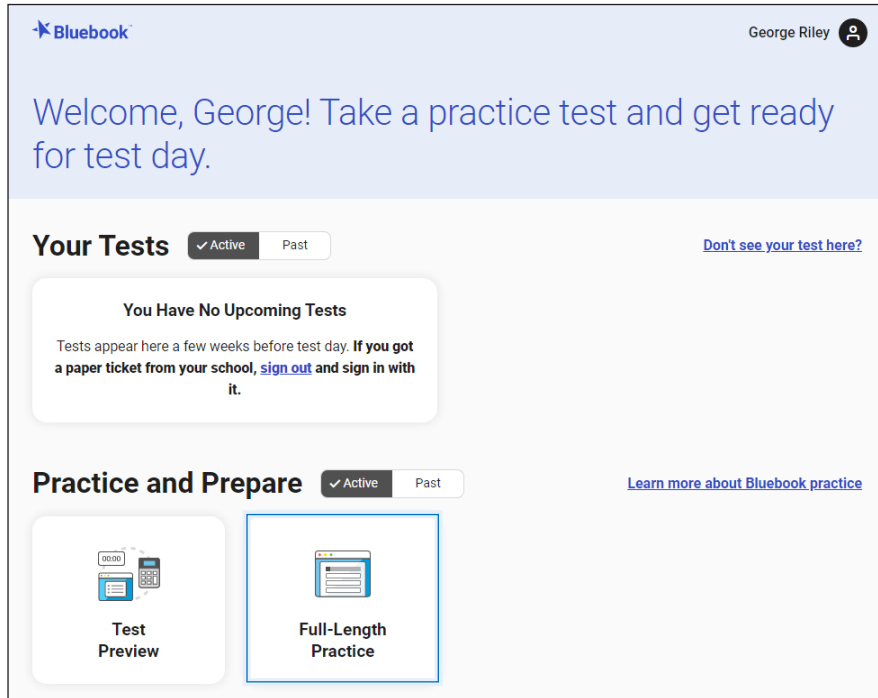 Bluebook™
George Riley
Welcome, George! Take a practice test and get ready
for test day.
Your Tests
Active
Past
Don't see your test here?
You Have No Upcoming Tests
Tests appear here a few weeks before test day. If you got
a paper ticket from your school, sign out and sign in with
it.
Practice and Prepare
Active
Past
Learn more about Bluebook practice
00:00
Test
Preview
Full-Length
Practice